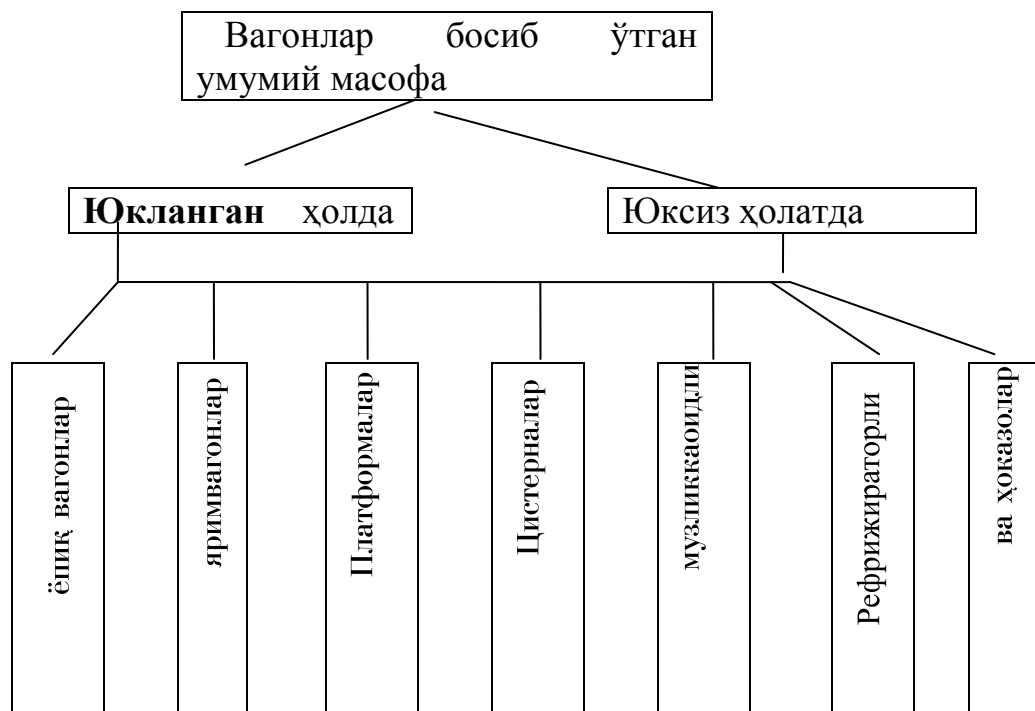 Вагонлар босиб ўтган
умумий масофа
Юкланган ҳолда
Юксиз ҳолатда
ёпиқ вагонлар
яримвагонлар
Платформалар
Цистерналар
музликкаоидли
Рефрижираторли
ва ҳоказолар